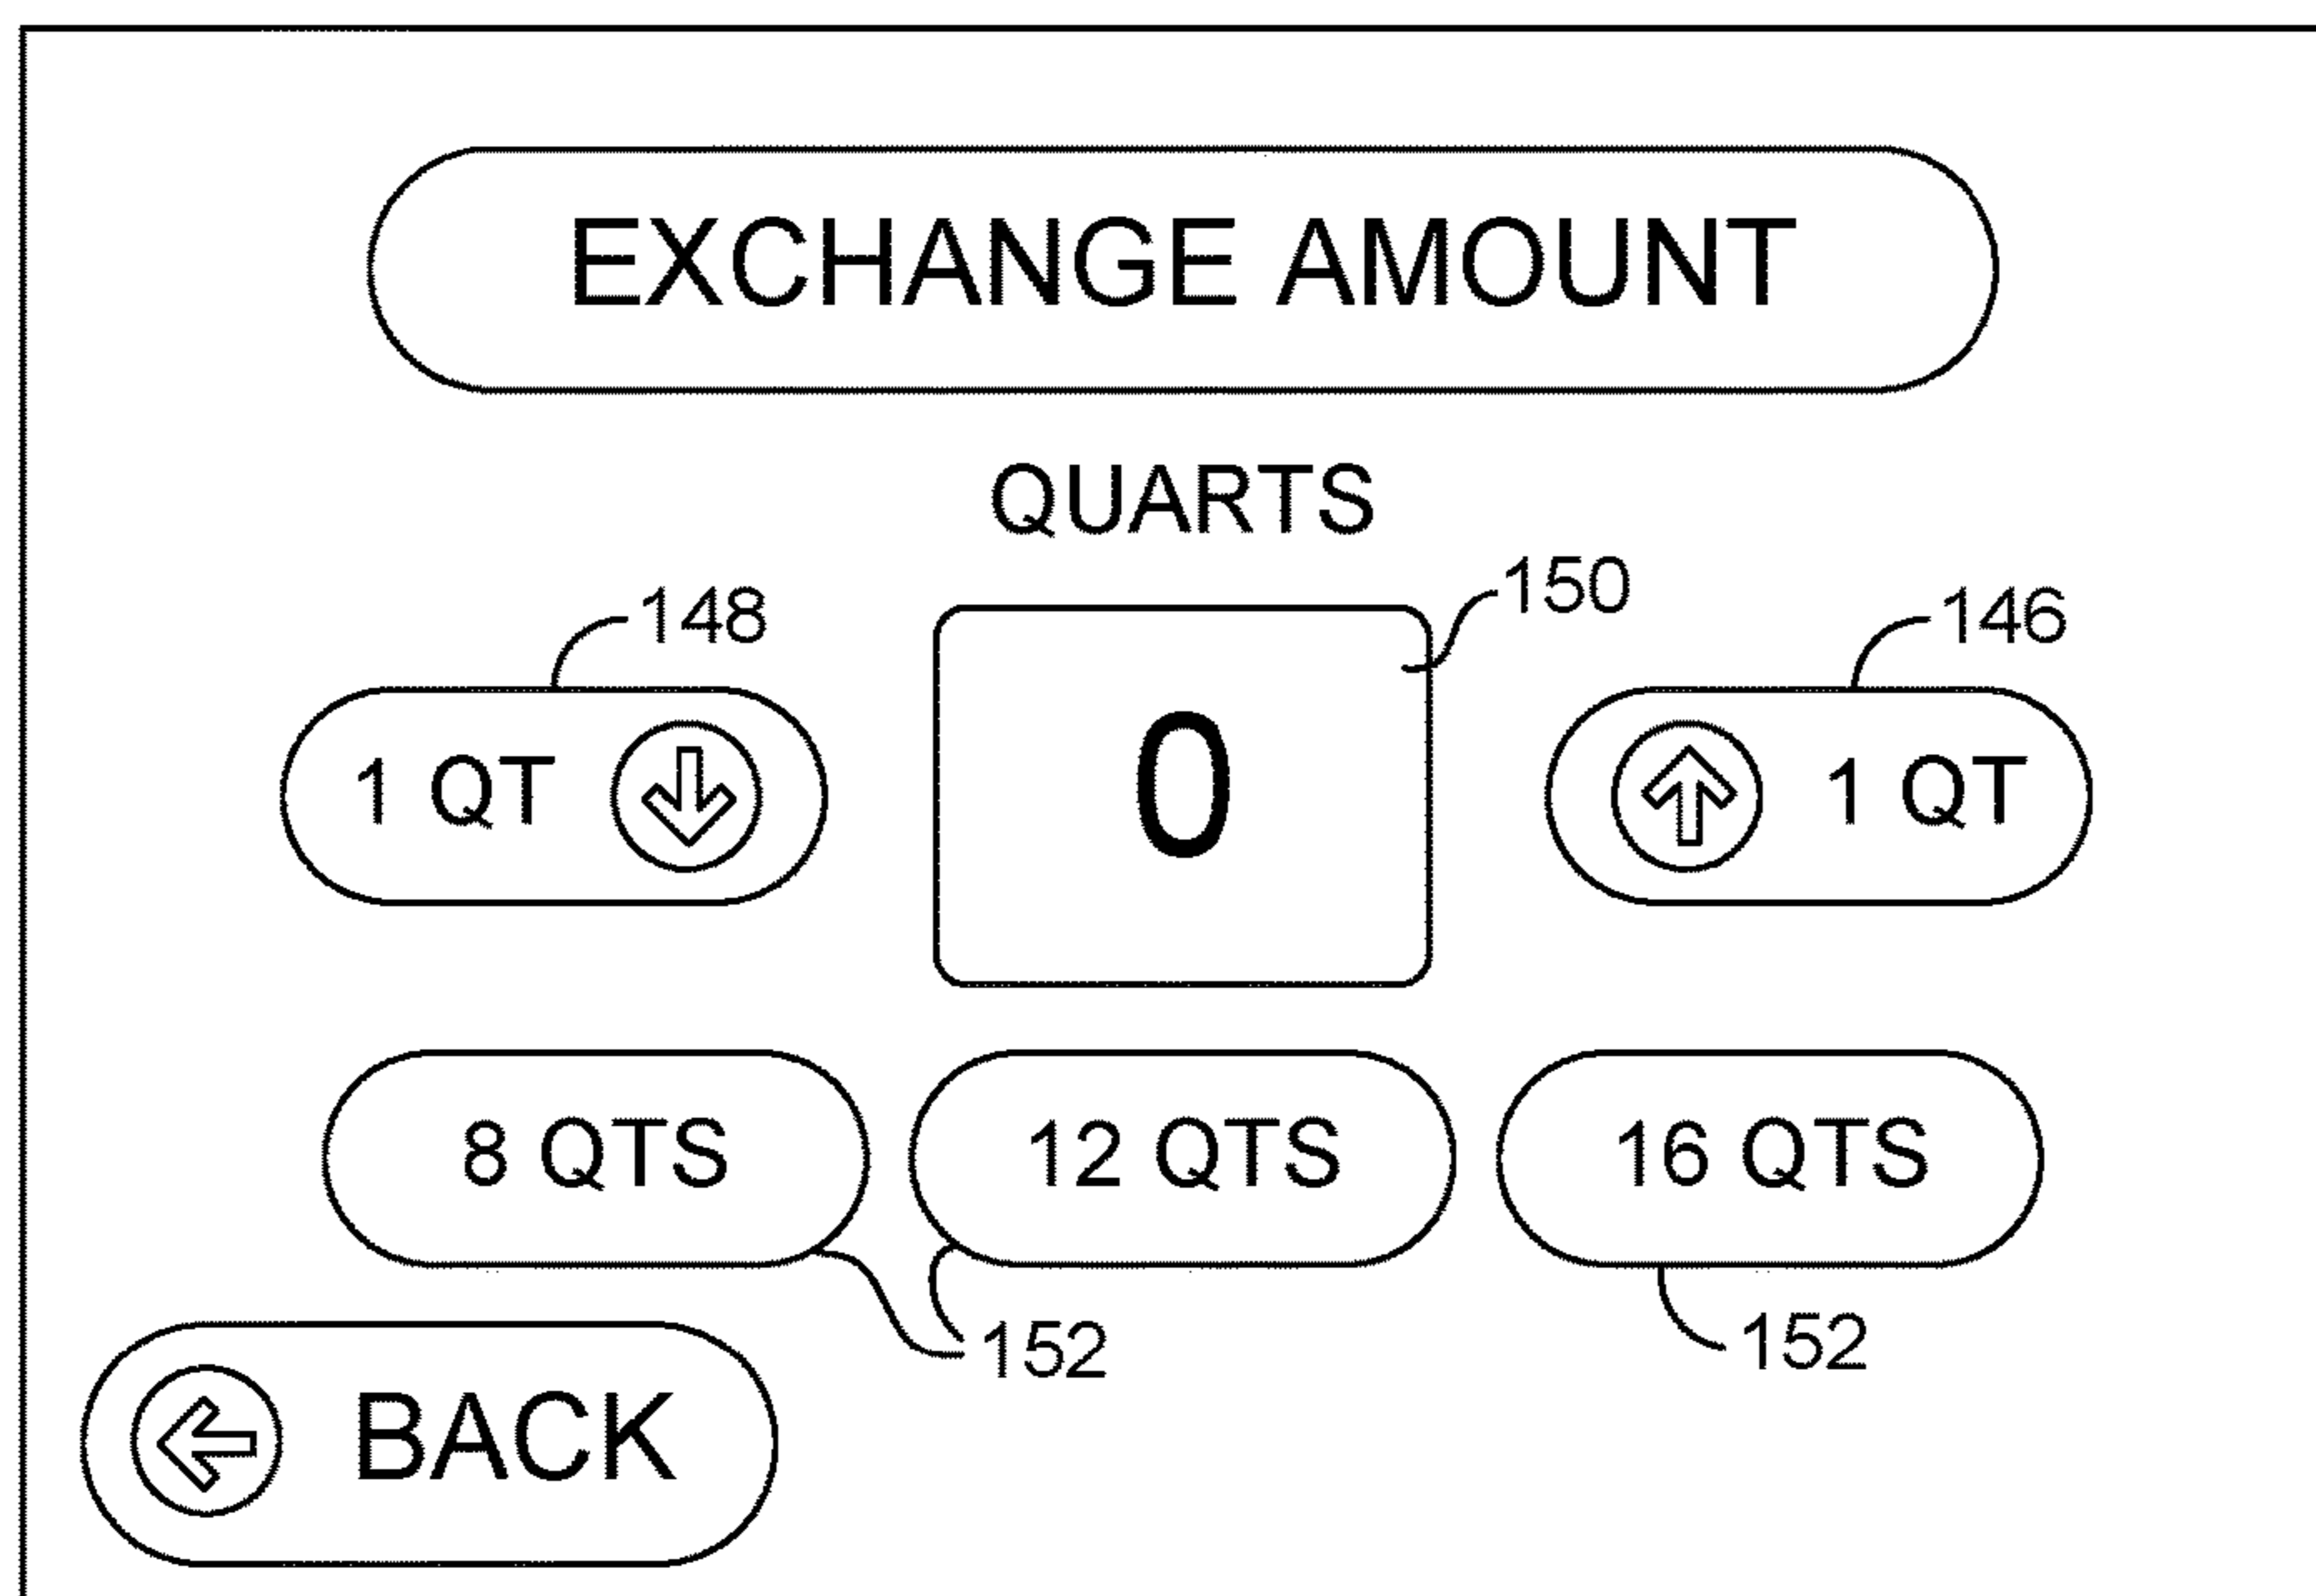 EXCHANGE AMOUNT
QUARTS
148
150
146
1 QT
0
1 QT
8 QTS
12 QTS
16 QTS
152
152
BACK